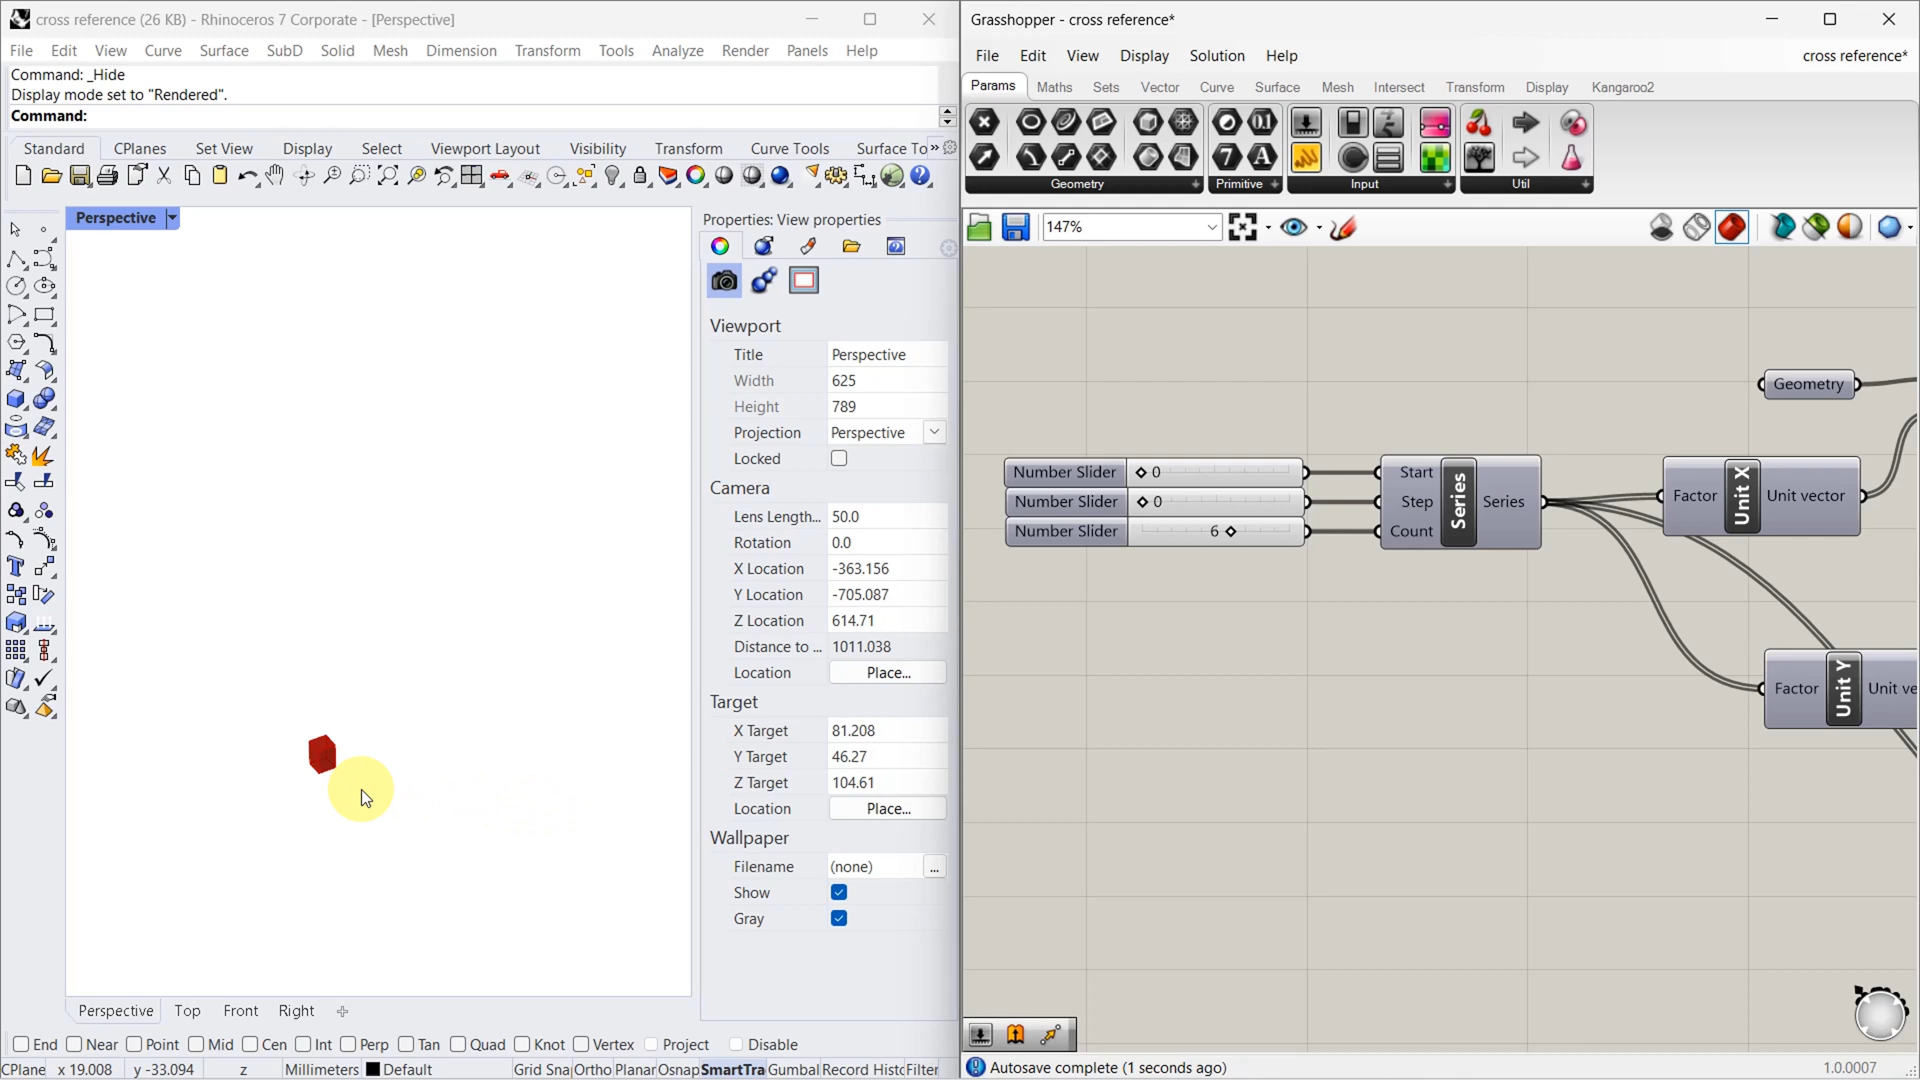 cross reference (26 KB) - Rhinoceros 7 Corporate - [Perspective]
File Edit View Curve Surface SubD Solid Mesh Dimension Transform Tools Analyze Render Panels Help
Command: _Hide
Display mode set to "Rendered".
Command:
Standard CPlanes Set View Display Select Viewport Layout Visibility Transform Curve Tools Surface To »
Perspective
Properties: View properties
Viewport
Title Perspective
Width 625
Height 789
Projection Perspective
Locked
Camera
Lens Length... 50.0
Rotation 0.0
X Location -363.156
Y Location -705.087
Z Location 614.71
Distance to ... 1011.038
Location Place...
Target
X Target 81.208
Y Target 46.27
Z Target 104.61
Location Place...
Wallpaper
Filename (none) ...
Show
Gray
Perspective Top Front Right
End Near Point Mid Cen Int Perp Tan Quad Knot Vertex Project Disable
CPlane x 19.008 y -33.094 z Millimeters Default Grid Sna Ortho Planar Osnap SmartTra Gumbal Record Histo Filter
Grasshopper - cross reference*
File Edit View Display Solution Help cross reference*
Params Maths Sets Vector Curve Surface Mesh Intersect Transform Display Kangaroo2
Geometry Primitive Input Util
147%
Geometry
Number Slider 0
Number Slider 0
Number Slider 6
Start
Step
Count
Series
Series
Factor Unit X Unit vector
Factor Unit Y Unit ve
Autosave complete (1 seconds ago) 1.0.0007